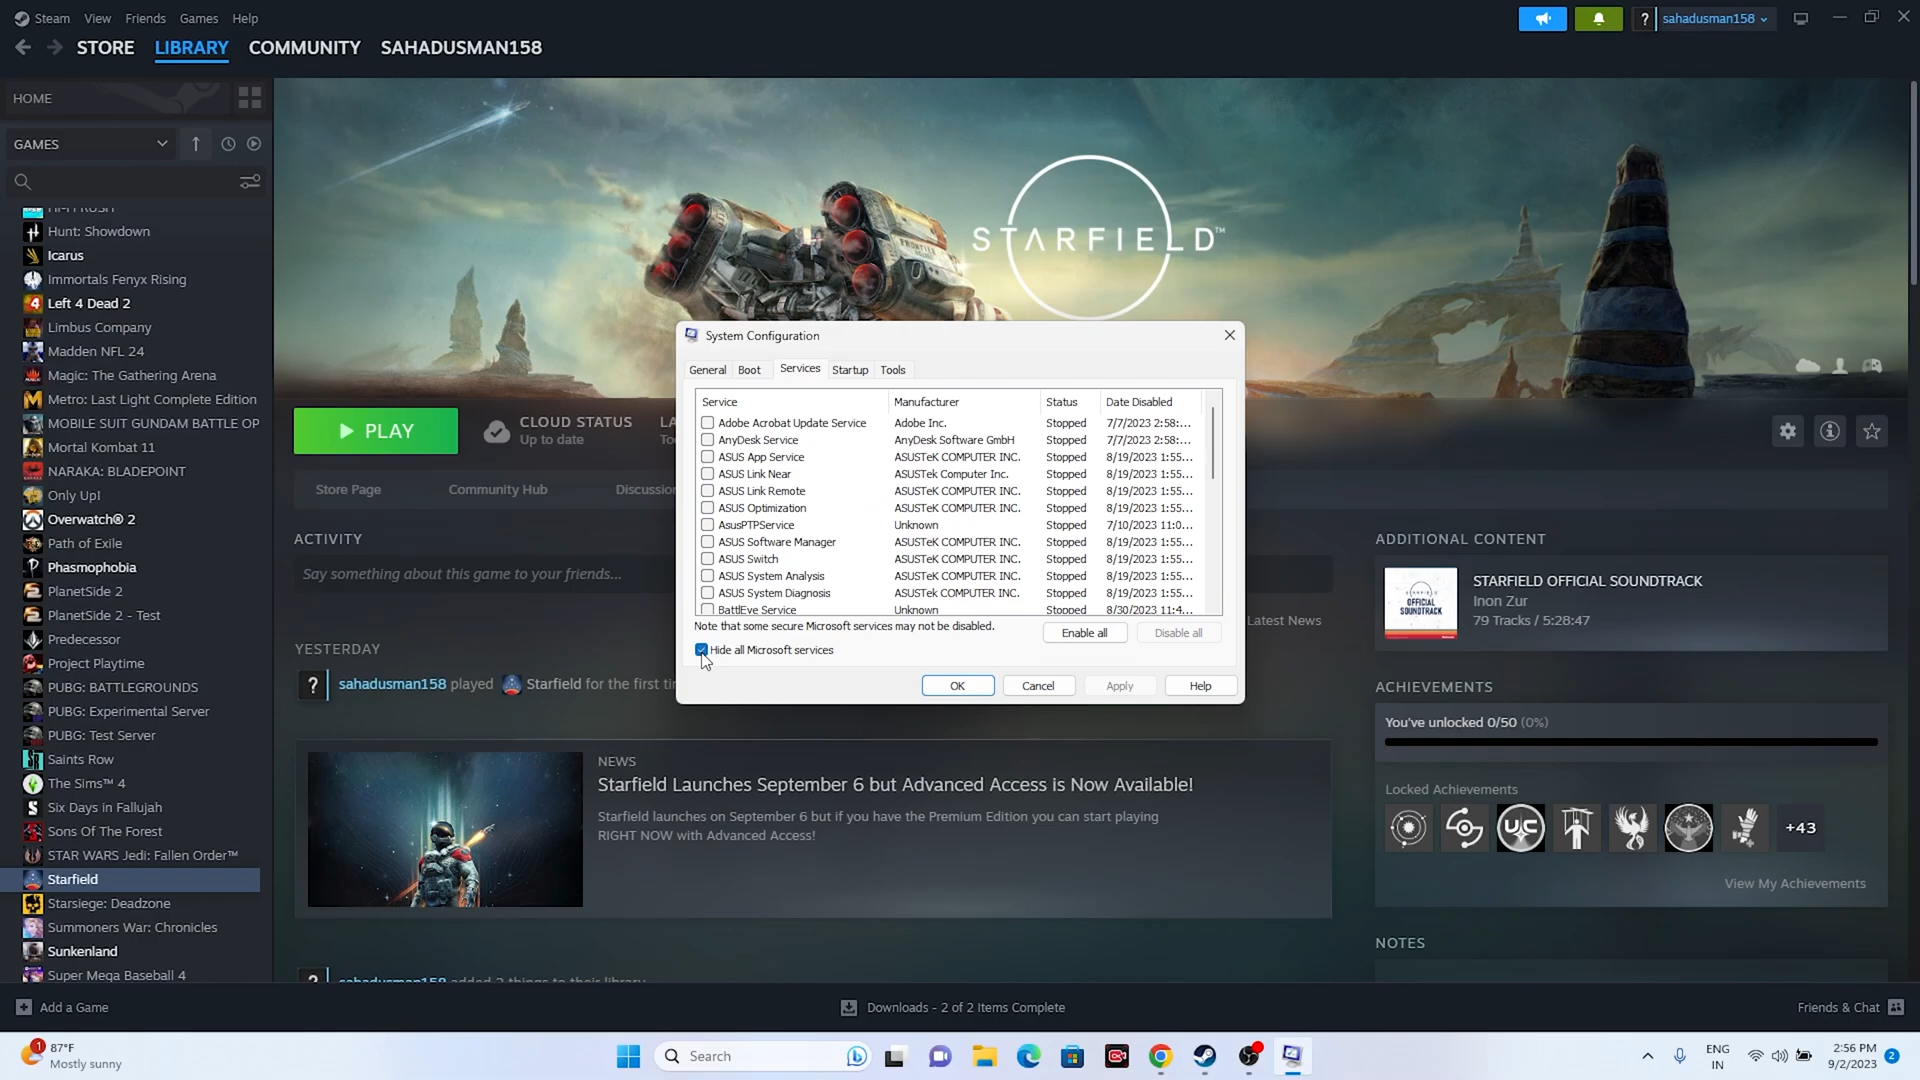 Steam View Friends Games Help
sahadusman158
STORE LIBRARY COMMUNITY SAHADUSMAN158
HOME
GAMES
Hunt: Showdown
Icarus
Immortals Fenyx Rising
Left 4 Dead 2
Limbus Company
Madden NFL 24
Magic: The Gathering Arena
Metro: Last Light Complete Edition
MOBILE SUIT GUNDAM BATTLE OP
Mortal Kombat 11
NARAKA: BLADEPOINT
Only Up!
Overwatch® 2
Path of Exile
Phasmophobia
PlanetSide 2
PlanetSide 2 - Test
Predecessor
Project Playtime
PUBG: BATTLEGROUNDS
PUBG: Experimental Server
PUBG: Test Server
Saints Row
The Sims™ 4
Six Days in Fallujah
Sons Of The Forest
STAR WARS Jedi: Fallen Order™
Starfield
Starsiege: Deadzone
Summoners War: Chronicles
Sunkenland
Super Mega Baseball 4
STARFIELD™
PLAY
CLOUD STATUS
Up to date
Store Page Community Hub
Latest News
ACTIVITY
Say something about this game to your friends...
YESTERDAY
sahadusman158 played Starfield for the first
NEWS
Starfield Launches September 6 but Advanced Access is Now Available!
Starfield launches on September 6 but if you have the Premium Edition you can start playing
RIGHT NOW with Advanced Access!
System Configuration
General Boot Services Startup Tools
Service Manufacturer Status Date Disabled
Adobe Acrobat Update Service Adobe Inc. Stopped 7/7/2023 2:58:...
AnyDesk Service AnyDesk Software GmbH Stopped 7/7/2023 2:58:...
ASUS App Service ASUSTeK COMPUTER INC. Stopped 8/19/2023 1:55...
ASUS Link Near ASUSTeK Computer Inc. Stopped 8/19/2023 1:55...
ASUS Link Remote ASUSTeK COMPUTER INC. Stopped 8/19/2023 1:55...
ASUS Optimization ASUSTeK COMPUTER INC. Stopped 8/19/2023 1:55...
AsusPTPService Unknown Stopped 7/10/2023 11:0...
ASUS Software Manager ASUSTeK COMPUTER INC. Stopped 8/19/2023 1:55...
ASUS Switch ASUSTeK COMPUTER INC. Stopped 8/19/2023 1:55...
ASUS System Analysis ASUSTeK COMPUTER INC. Stopped 8/19/2023 1:55...
ASUS System Diagnosis ASUSTeK COMPUTER INC. Stopped 8/19/2023 1:55...
BattlEve Service Unknown Stopped 8/30/2023 11:4...
Note that some secure Microsoft services may not be disabled.
Enable all Disable all
Hide all Microsoft services
OK Cancel Apply Help
ADDITIONAL CONTENT
STARFIELD
OFFICIAL
SOUNDTRACK
STARFIELD OFFICIAL SOUNDTRACK
Inon Zur
79 Tracks / 5:28:47
ACHIEVEMENTS
You've unlocked 0/50 (0%)
Locked Achievements
UC
+43
View My Achievements
NOTES
Add a Game
Downloads - 2 of 2 Items Complete
Friends & Chat
1
87°F
Mostly sunny
Search
ENG
IN
2:56 PM
9/2/2023
2